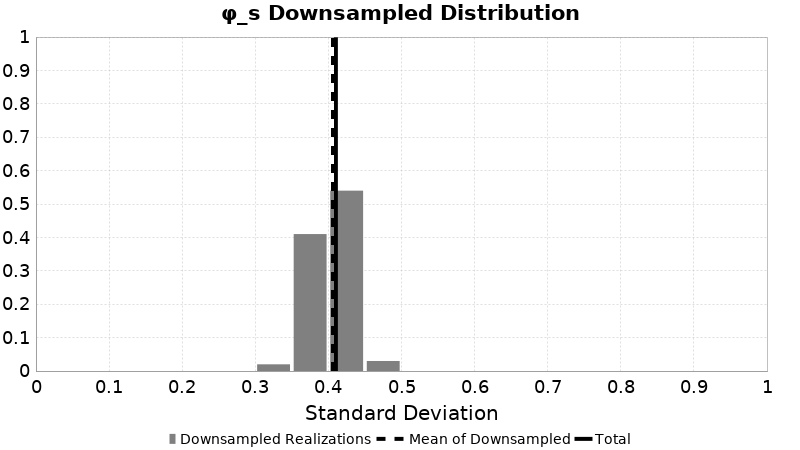 φ_s Downsampled Distribution
1
0.9
0.8
0.7
0.6
0.5
0.4
0.3
0.2
0.1
0
0 0.1 0.2 0.3 0.4 0.5 0.6 0.7 0.8 0.9 1
Standard Deviation
Downsampled Realizations Mean of Downsampled Total